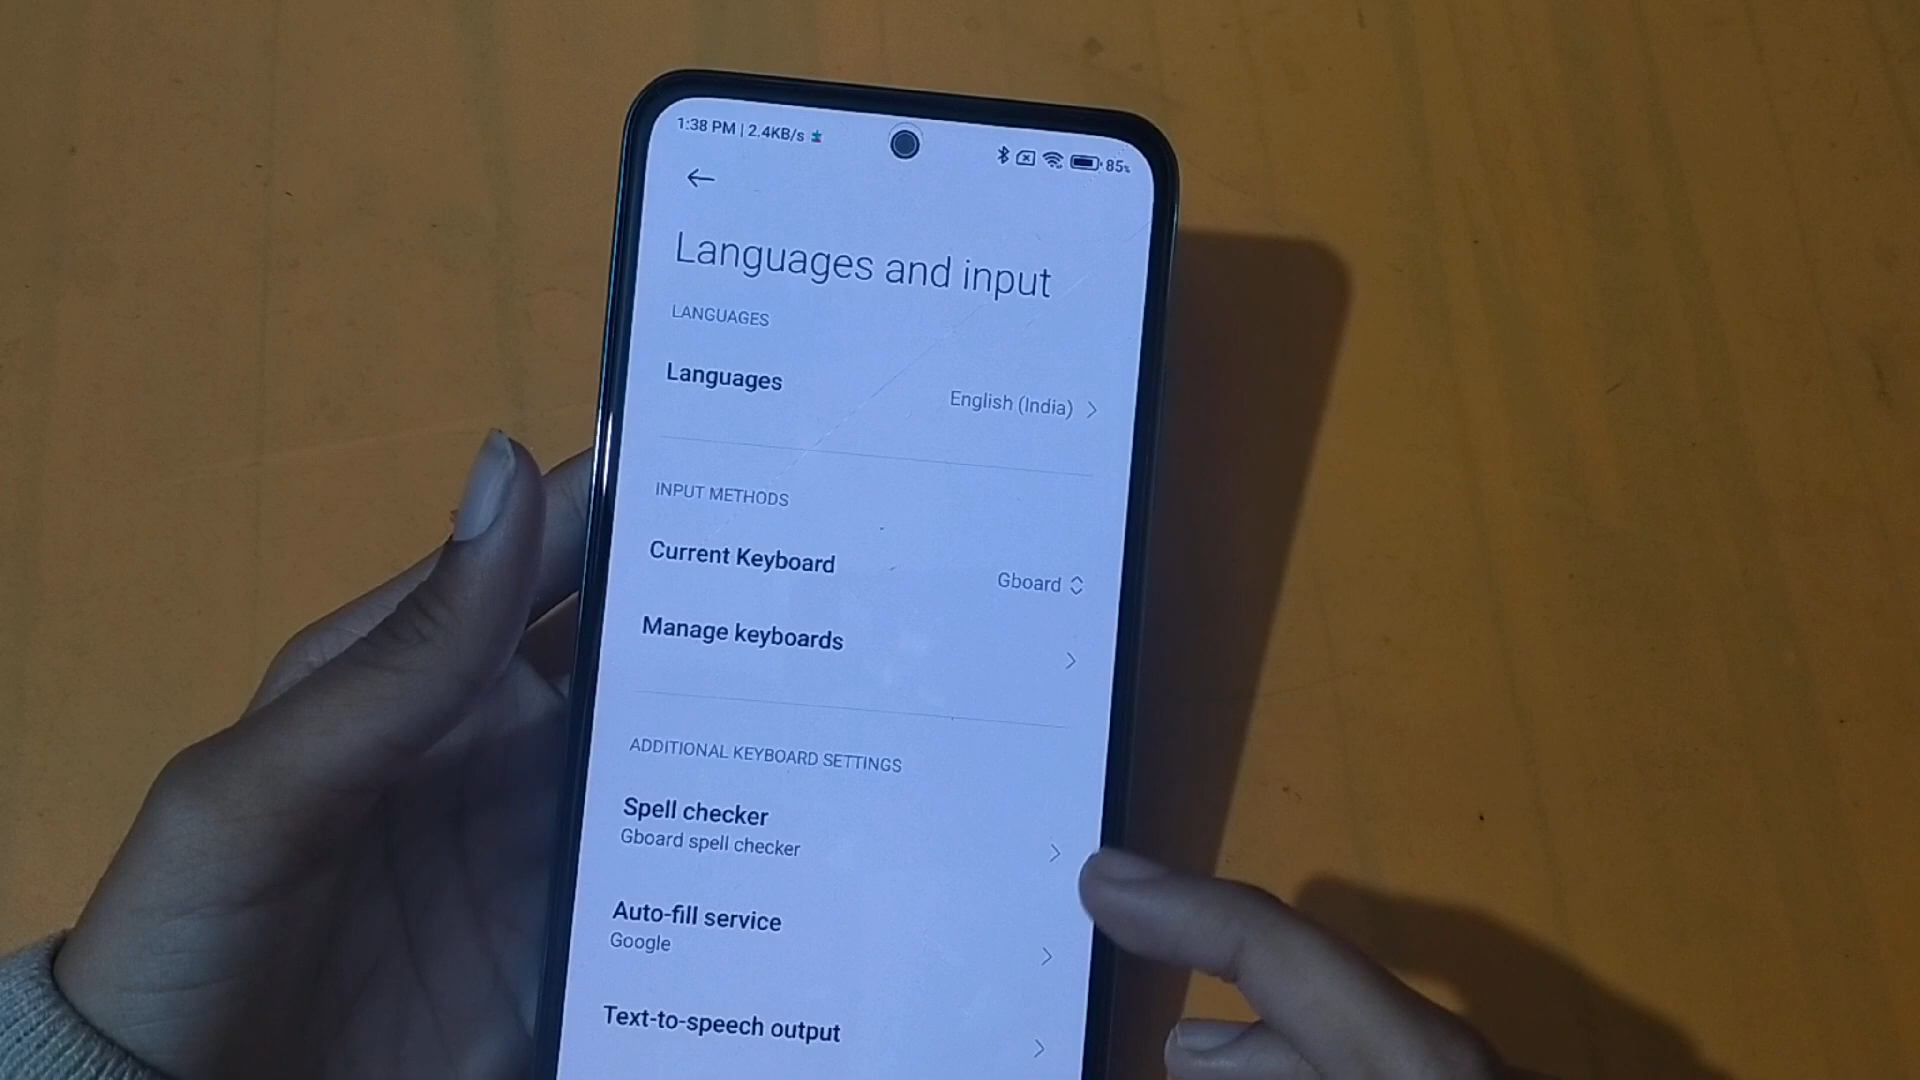 1:38 PM | 2.4KB/s
85%
Languages and input
LANGUAGES
Languages
English (India)
INPUT METHODS
Current Keyboard
Gboard
Manage keyboards
ADDITIONAL KEYBOARD SETTINGS
Spell checker
Gboard spell checker
Auto-fill service
Google
Text-to-speech output